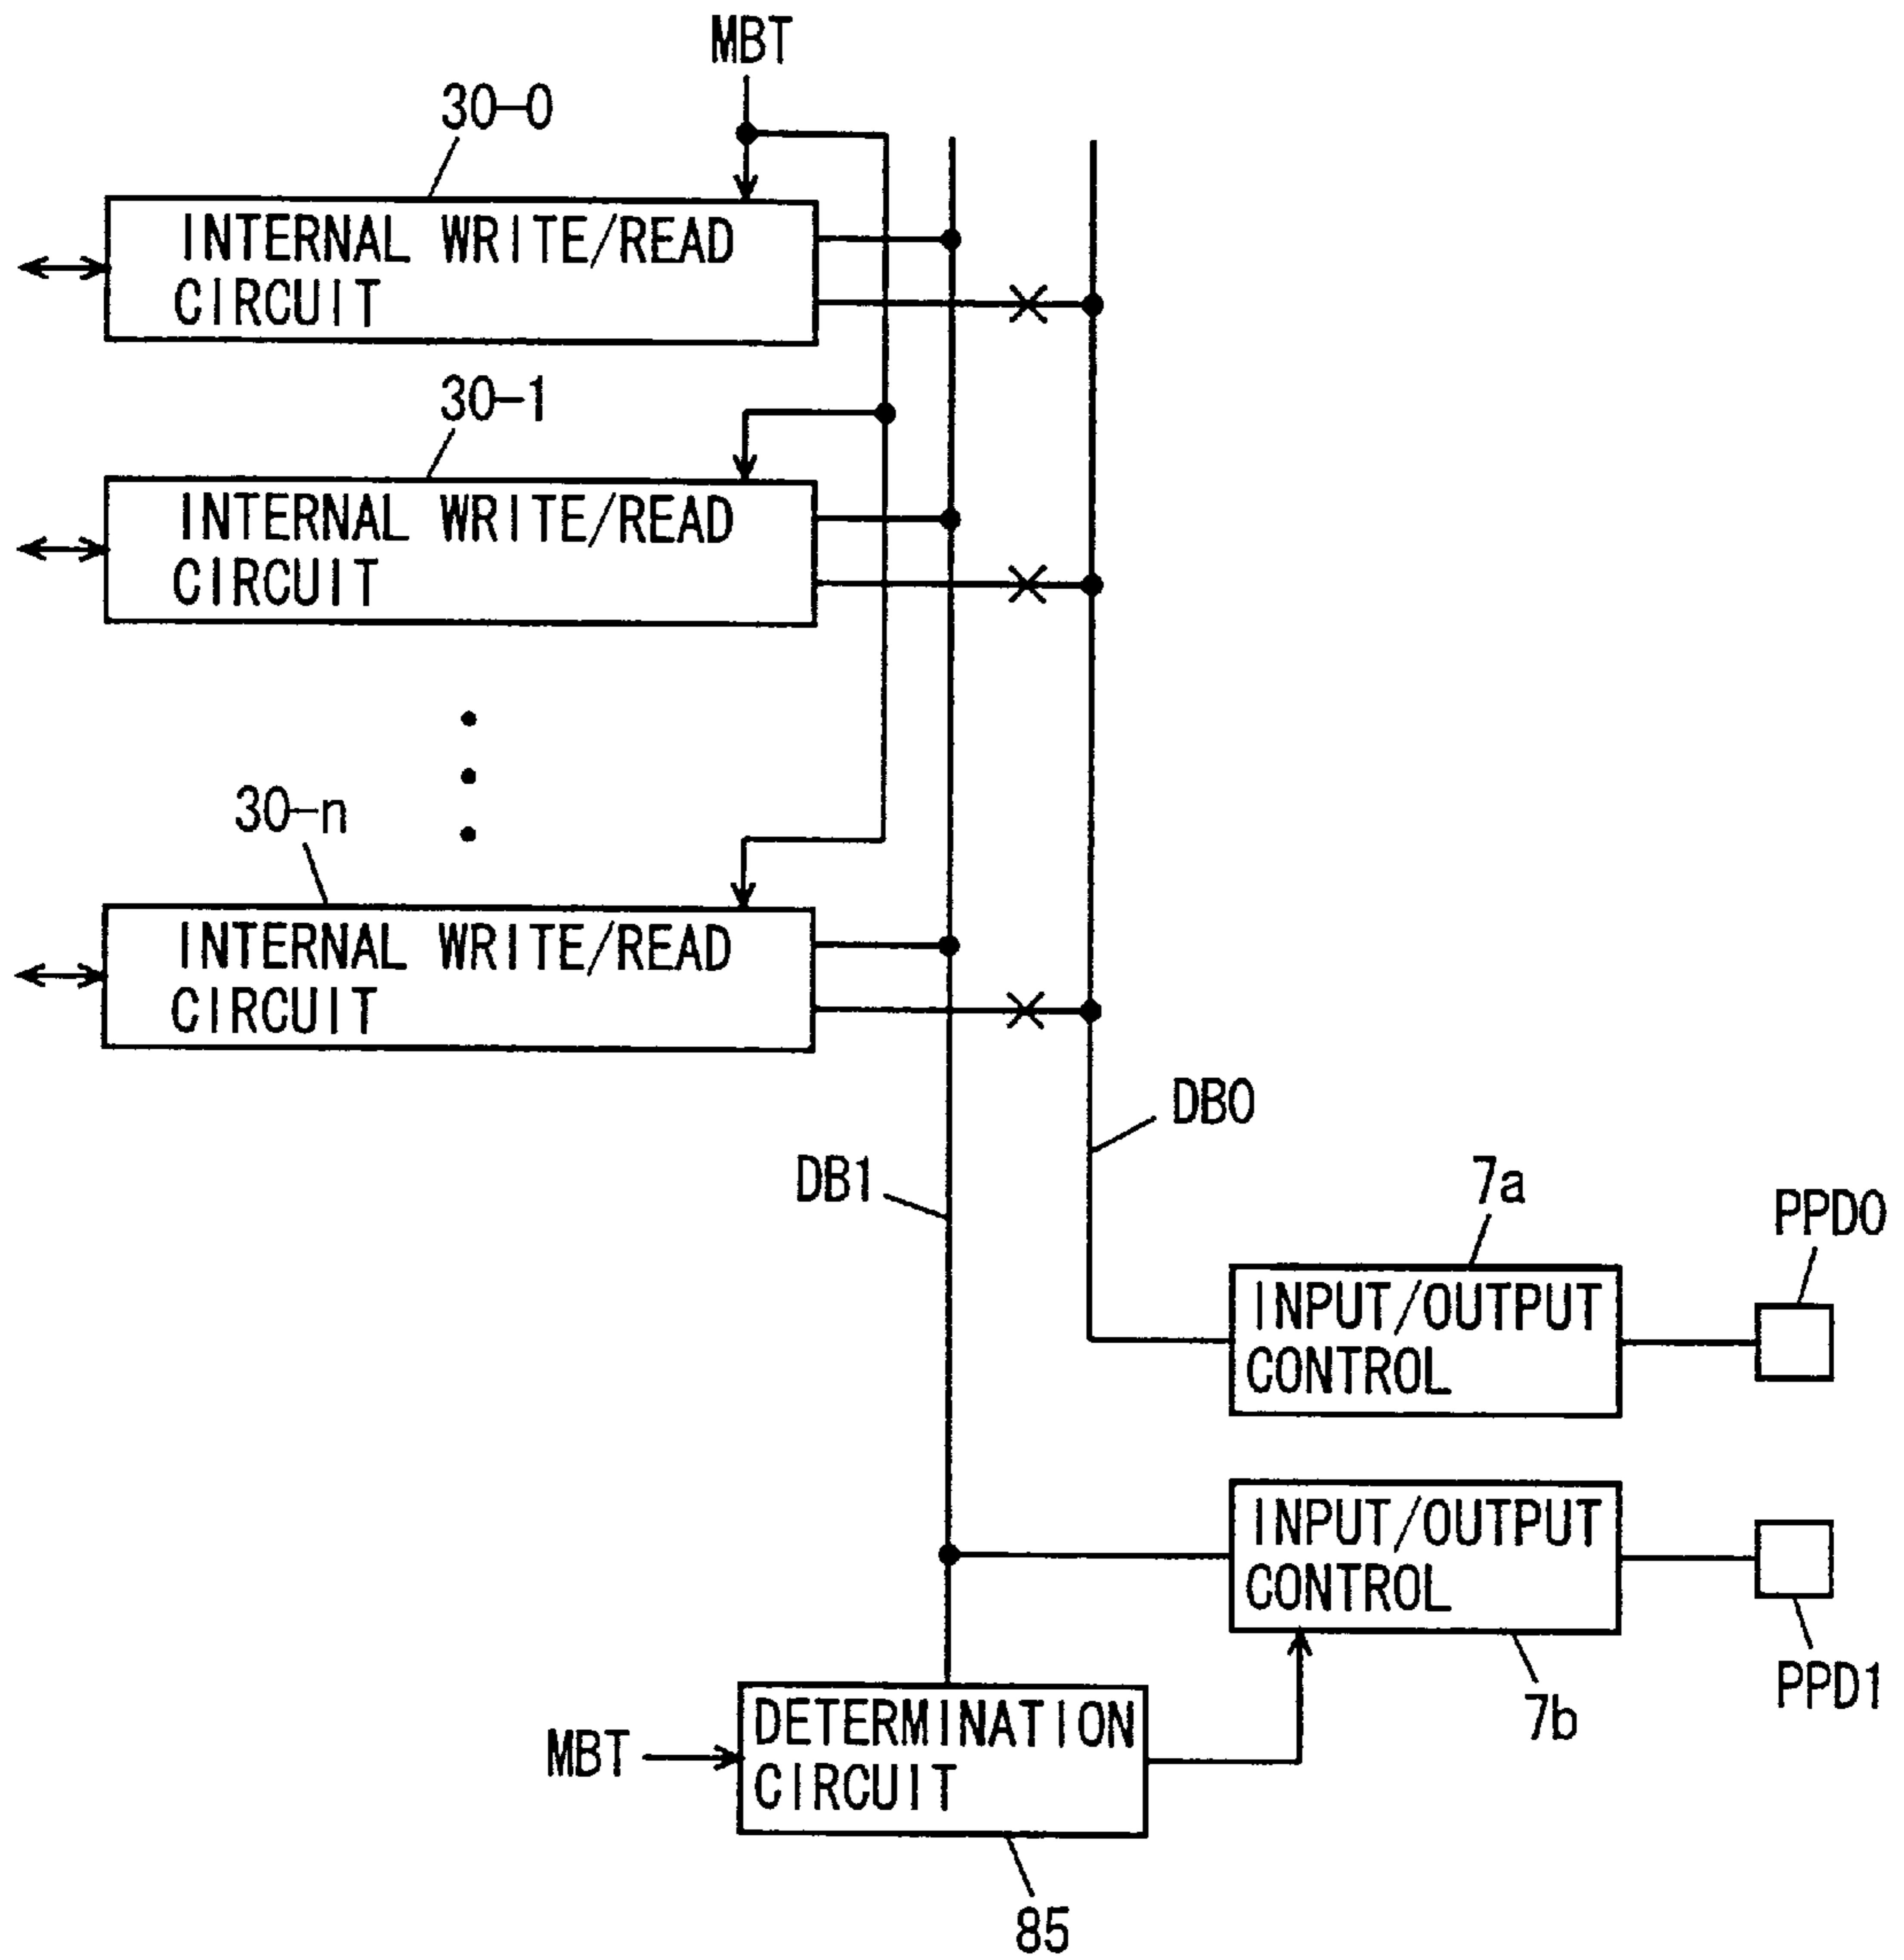 MBT
30-0
INTERNAL WRITE/READ
CIRCUIT
30-1
INTERNAL WRITE/READ
CIRCUIT
30-n
INTERNAL WRITE/READ
CIRCUIT
DB0
DB1
7a
PPD0
INPUT/OUTPUT
CONTROL
INPUT/OUTPUT
CONTROL
PPD1
7b
MBT
DETERMINATION
CIRCUIT
85